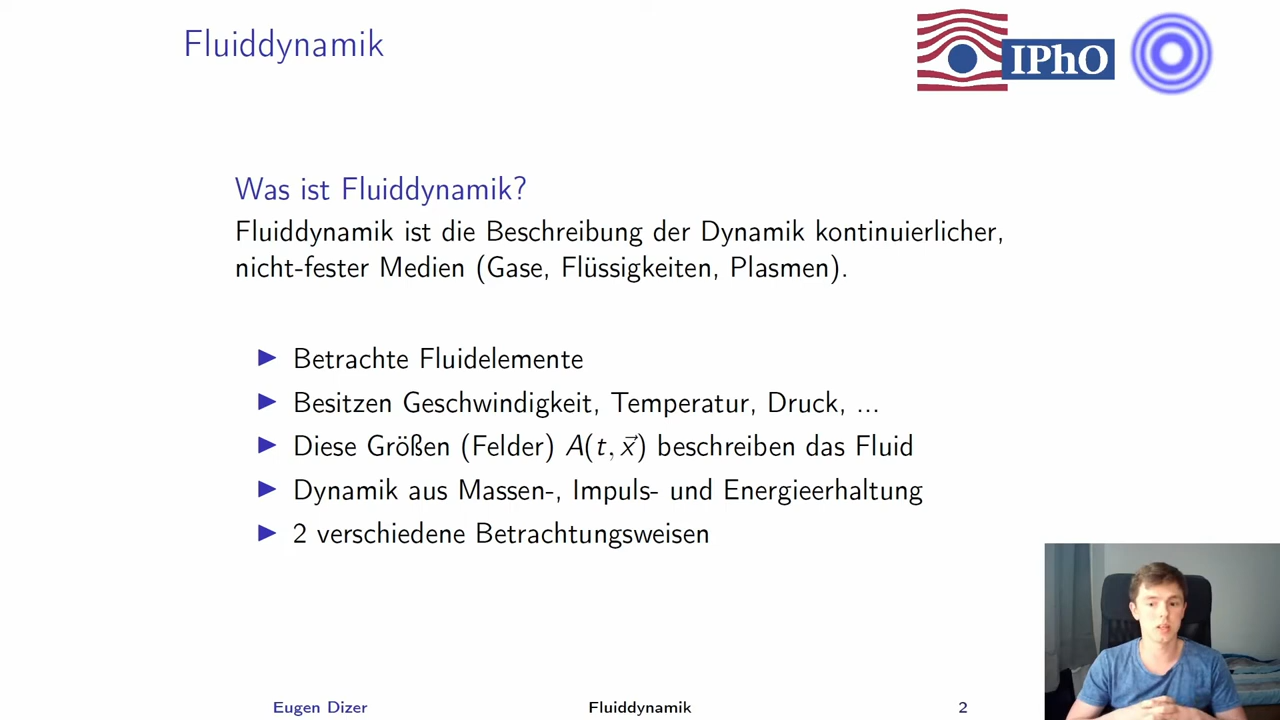 Fluiddynamik
IPhO
Was ist Fluiddynamik?
Fluiddynamik ist die Beschreibung der Dynamik kontinuierlicher,
nicht-fester Medien (Gase, Flüssigkeiten, Plasmen).
▶ Betrachte Fluidelemente
▶ Besitzen Geschwindigkeit, Temperatur, Druck, ...
▶ Diese Größen (Felder) A(t, x⃗) beschreiben das Fluid
▶ Dynamik aus Massen-, Impuls- und Energieerhaltung
▶ 2 verschiedene Betrachtungsweisen
Eugen Dizer Fluiddynamik 2